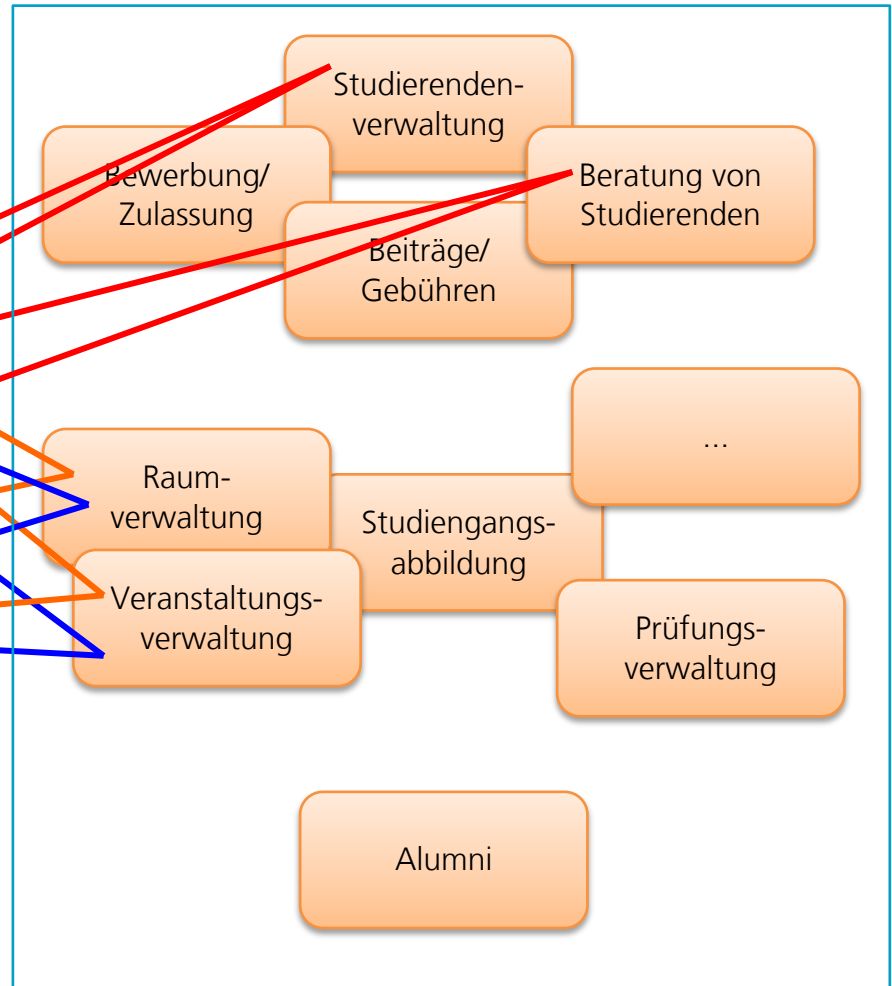 Studierenden-
verwaltung
Bewerbung/
Zulassung
Beratung von
Studierenden
Beiträge/
Gebühren
...
Raum-
verwaltung
Studiengangs-
abbildung
Veranstaltungs-
verwaltung
Prüfungs-
verwaltung
Alumni